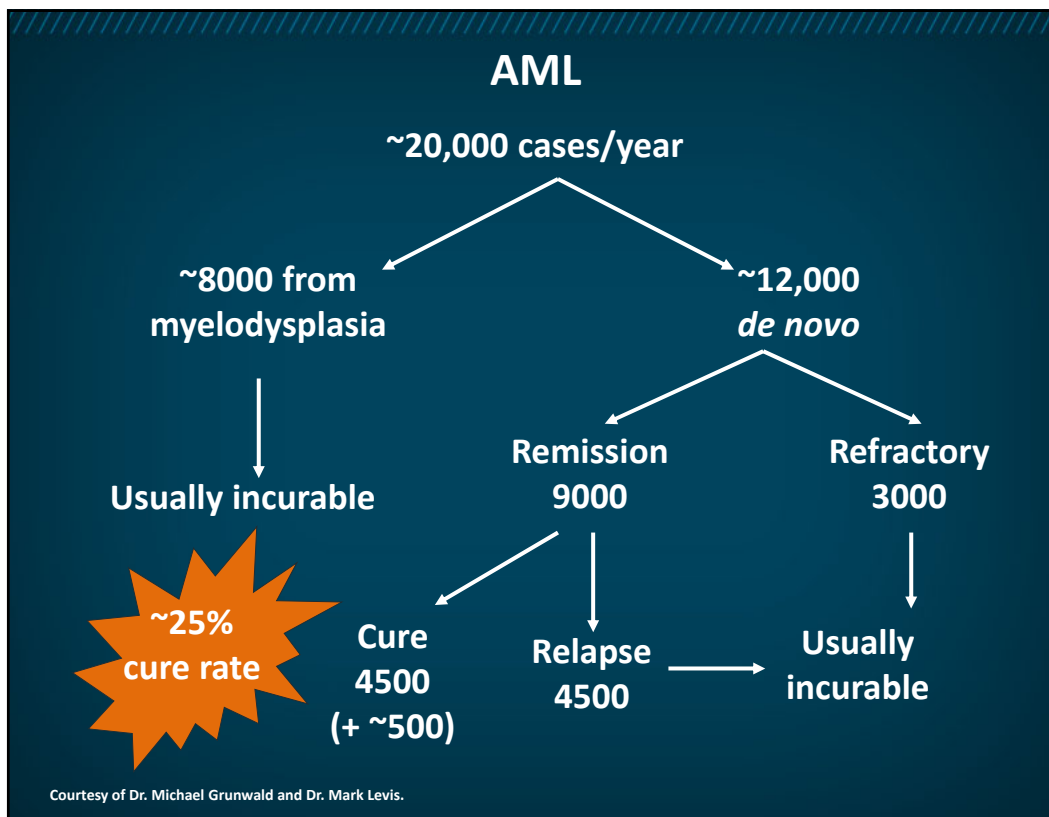 AML
~20,000 cases/year
~8000 from
myelodysplasia
~12,000
de novo
Remission
9000
Refractory
3000
Usually incurable
~25%
cure rate
Cure
4500
(+ ~500)
Relapse
4500
Usually
incurable
Courtesy of Dr. Michael Grunwald and Dr. Mark Levis.